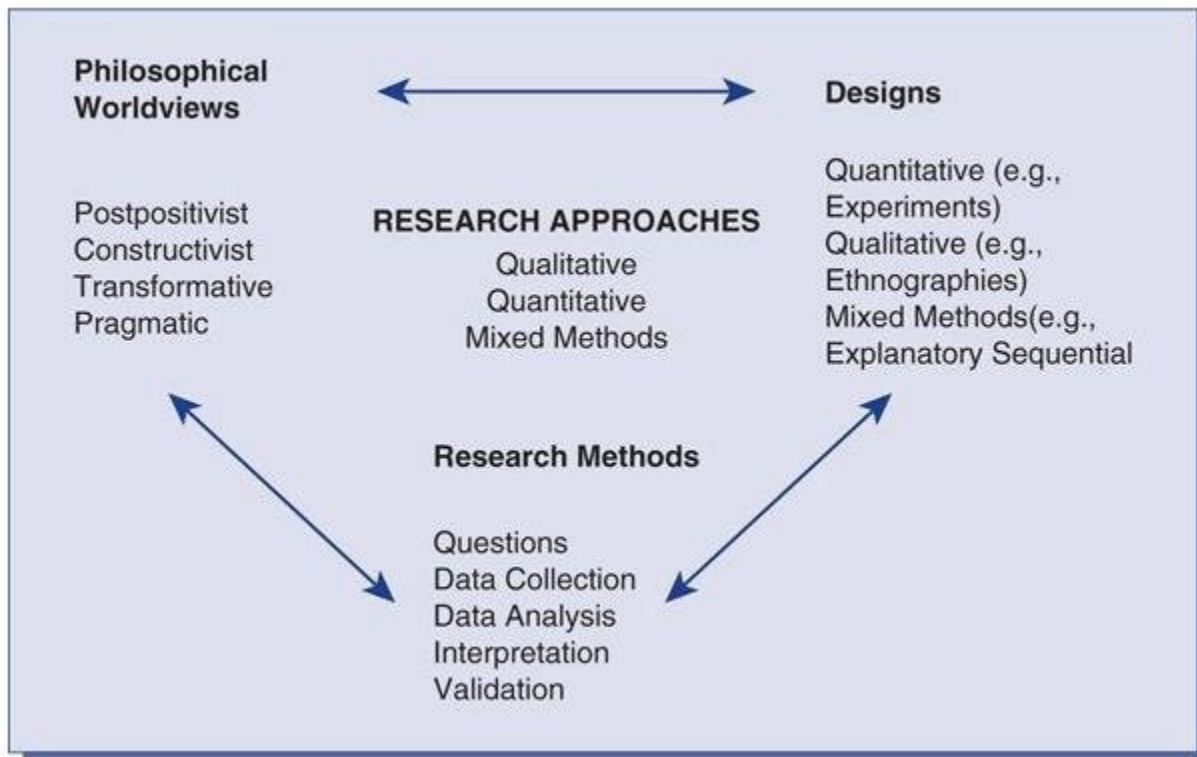 Philosophical
Worldviews
Postpositivist
Constructivist
Transformative
Pragmatic
RESEARCH APPROACHES
Qualitative
Quantitative
Mixed Methods
Designs
Quantitative (e.g.,
Experiments)
Qualitative (e.g.,
Ethnographies)
Mixed Methods(e.g.,
Explanatory Sequential
Research Methods
Questions
Data Collection
Data Analysis
Interpretation
Validation